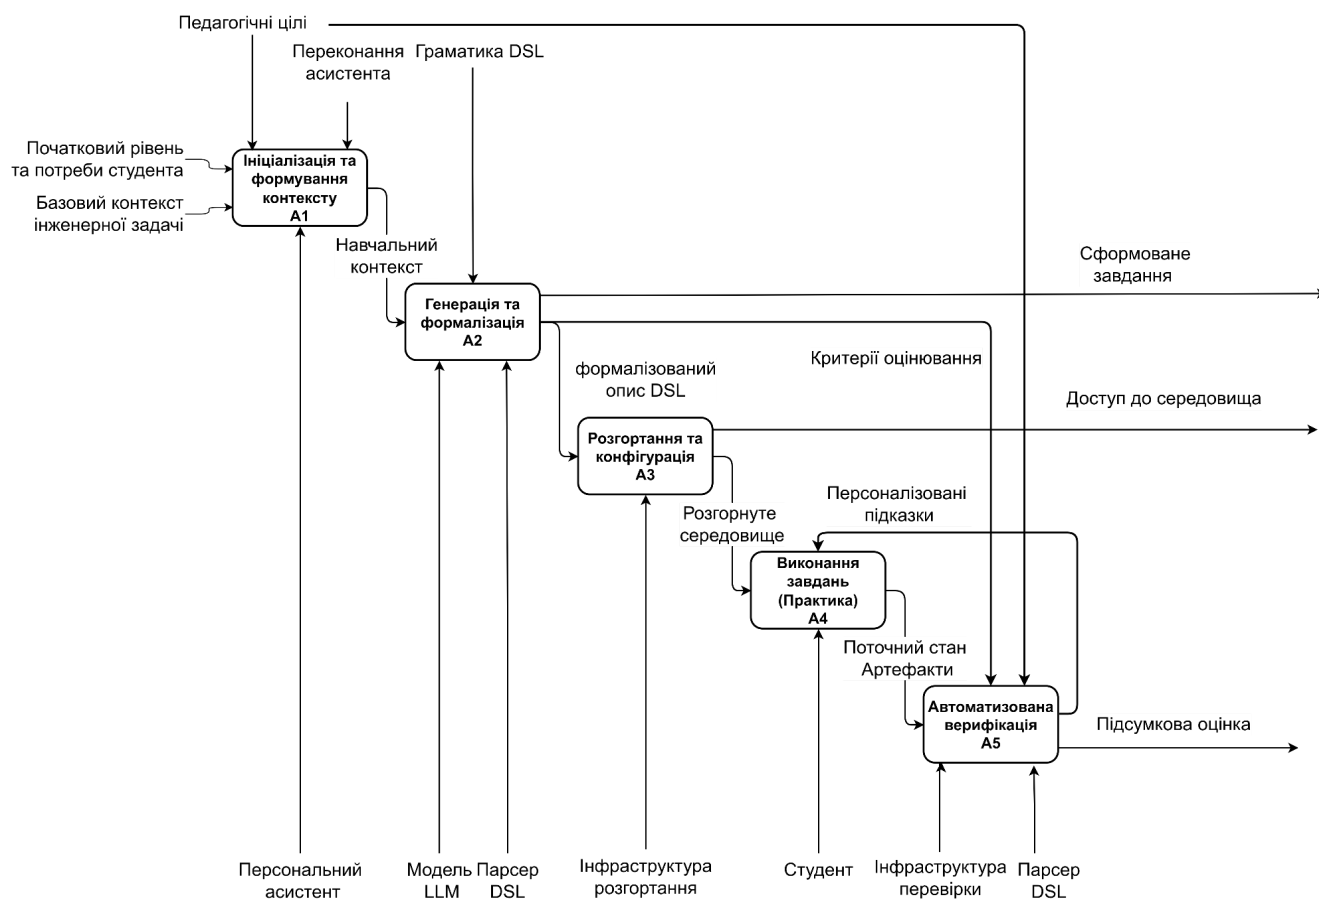 Педагогічні цілі
Переконання
асистента
Граматика DSL
Початковий рівень
та потреби студента
Базовий контекст
інженерної задачі
Ініціалізація та
формування
контексту
A1
Навчальний
контекст
Сформоване
завдання
Генерація та
формалізація
A2
Критерії оцінювання
формалізований
опис DSL
Доступ до середовища
Розгортання та
конфігурація
A3
Розгорнуте
середовище
Персоналізовані
підказки
Виконання
завдань
(Практика)
A4
Поточний стан
Артефакти
Автоматизована
верифікація
A5
Підсумкова оцінка
Персональний
асистент
Модель
LLM
Парсер
DSL
Інфраструктура
розгортання
Студент
Інфраструктура
перевірки
Парсер
DSL